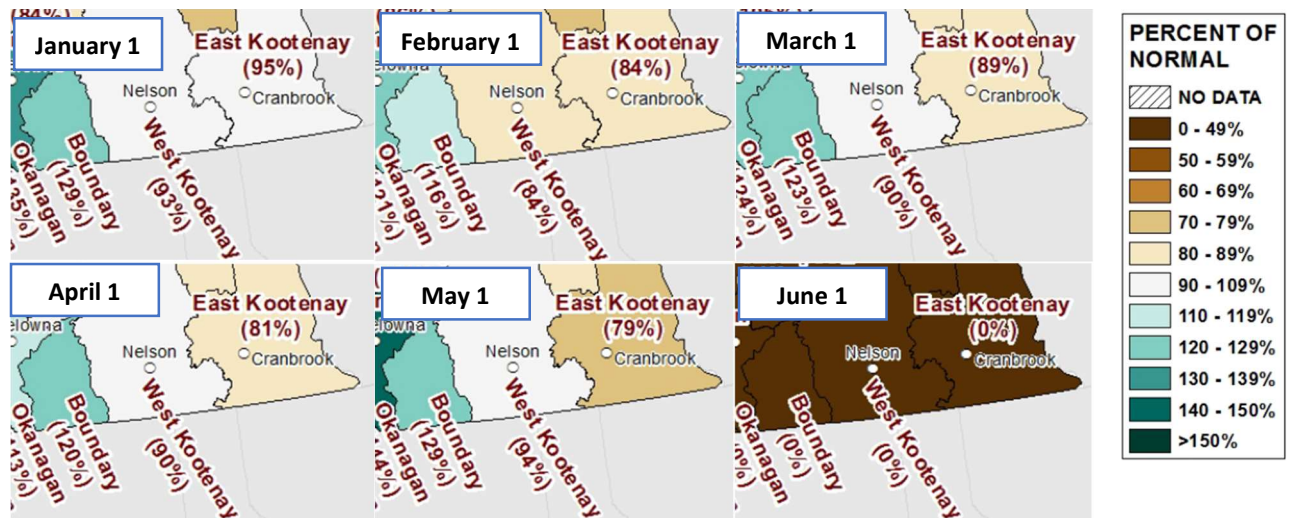 January 1
(84%)
East Kootenay
(95%)
Nelson
Cranbrook
West Kootenay
(93%)
Boundary
(129%)
Okanagan
February 1
East Kootenay
(84%)
Nelson
Cranbrook
West Kootenay
(84%)
Boundary
(116%)
Okanagan
March 1
East Kootenay
(89%)
Nelson
Cranbrook
West Kootenay
(90%)
Boundary
(123%)
Okanagan
April 1
East Kootenay
(81%)
Nelson
Cranbrook
West Kootenay
(90%)
Boundary
(120%)
Okanagan
May 1
East Kootenay
(79%)
Nelson
Cranbrook
West Kootenay
(94%)
Boundary
(129%)
Okanagan
June 1
East Kootenay
(0%)
Nelson
Cranbrook
West Kootenay
(0%)
Boundary
(0%)
Okanagan
PERCENT OF
NORMAL
NO DATA
0 - 49%
50 - 59%
60 - 69%
70 - 79%
80 - 89%
90 - 109%
110 - 119%
120 - 129%
130 - 139%
140 - 150%
>150%